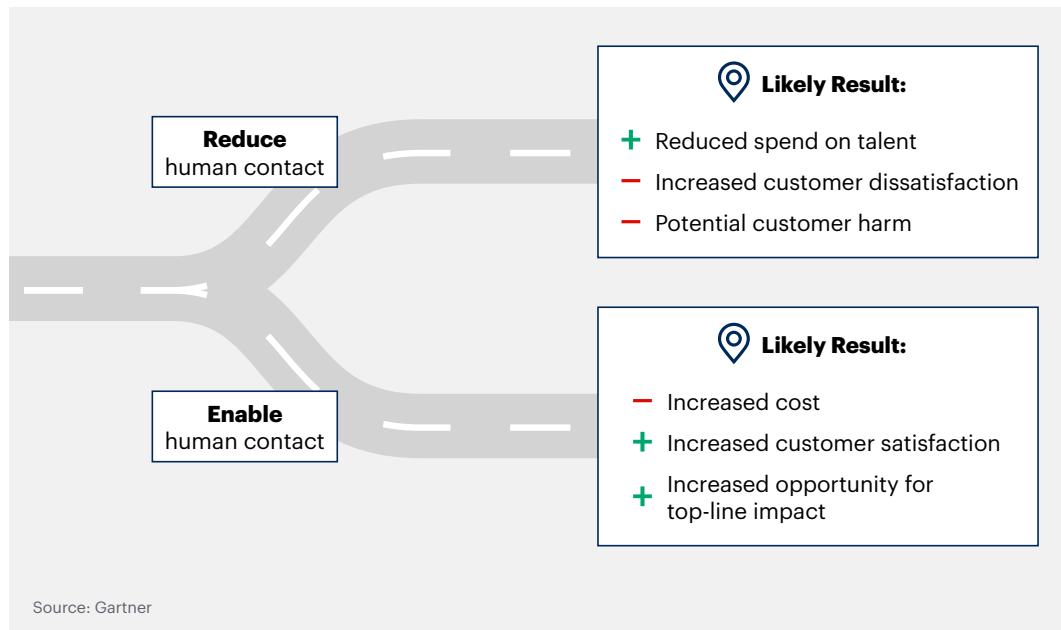 Reduce
human contact
Likely Result:
+ Reduced spend on talent
− Increased customer dissatisfaction
− Potential customer harm
Enable
human contact
Likely Result:
− Increased cost
+ Increased customer satisfaction
+ Increased opportunity for
top-line impact
Source: Gartner